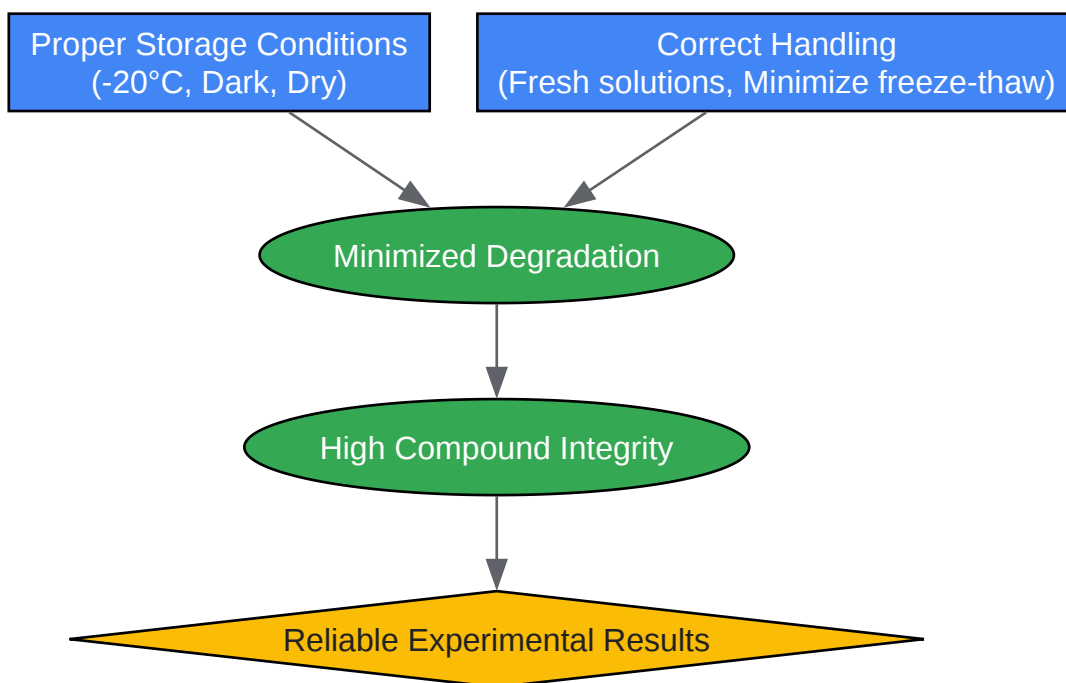 Proper Storage Conditions
(-20°C, Dark, Dry)
Correct Handling
(Fresh solutions, Minimize freeze-thaw)
Minimized Degradation
High Compound Integrity
Reliable Experimental Results